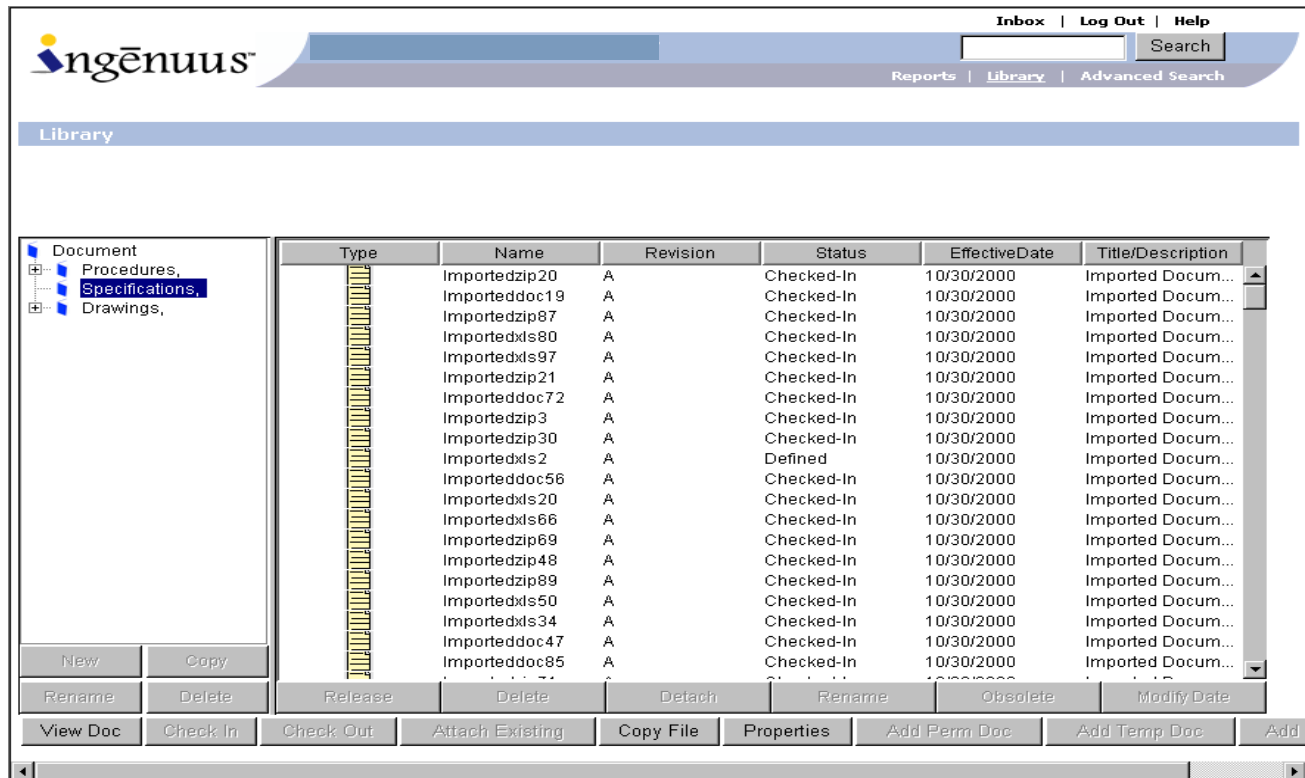 Inbox | Log Out | Help
ingēnuus™
Search
Reports | Library | Advanced Search
Library
Document
Procedures,
Specifications,
Drawings,
Type Name Revision Status EffectiveDate Title/Description
Importedzip20 A Checked-In 10/30/2000 Imported Docum...
Importeddoc19 A Checked-In 10/30/2000 Imported Docum...
Importedzip87 A Checked-In 10/30/2000 Imported Docum...
Importedxls80 A Checked-In 10/30/2000 Imported Docum...
Importedxls97 A Checked-In 10/30/2000 Imported Docum...
Importedzip21 A Checked-In 10/30/2000 Imported Docum...
Importeddoc72 A Checked-In 10/30/2000 Imported Docum...
Importedzip3 A Checked-In 10/30/2000 Imported Docum...
Importedzip30 A Checked-In 10/30/2000 Imported Docum...
Importedxls2 A Defined 10/30/2000 Imported Docum...
Importeddoc56 A Checked-In 10/30/2000 Imported Docum...
Importedxls20 A Checked-In 10/30/2000 Imported Docum...
Importedxls66 A Checked-In 10/30/2000 Imported Docum...
Importedzip69 A Checked-In 10/30/2000 Imported Docum...
Importedzip48 A Checked-In 10/30/2000 Imported Docum...
Importedzip89 A Checked-In 10/30/2000 Imported Docum...
Importedxls50 A Checked-In 10/30/2000 Imported Docum...
Importedxls34 A Checked-In 10/30/2000 Imported Docum...
Importeddoc47 A Checked-In 10/30/2000 Imported Docum...
Importeddoc85 A Checked-In 10/30/2000 Imported Docum...
New Copy
Rename Delete Release Delete Detach Rename Obsolete Modify Date
View Doc Check In Check Out Attach Existing Copy File Properties Add Perm Doc Add Temp Doc Add